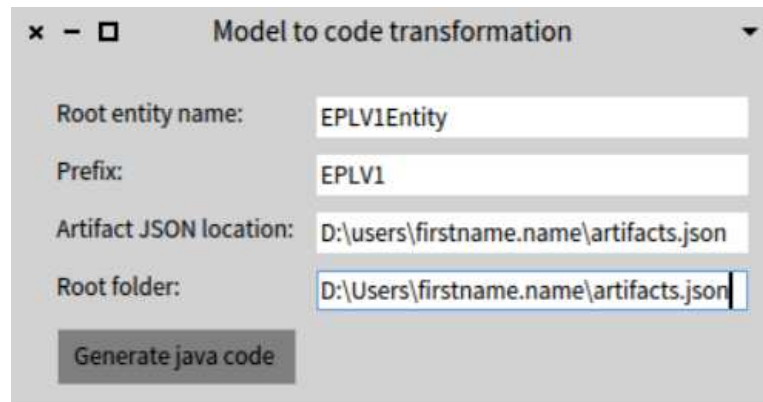 Model to code transformation
Root entity name: EPLV1Entity
Prefix: EPLV1
Artifact JSON location: D:\users\firstname.name\artifacts.json
Root folder: D:\Users\firstname.name\artifacts.json
Generate java code